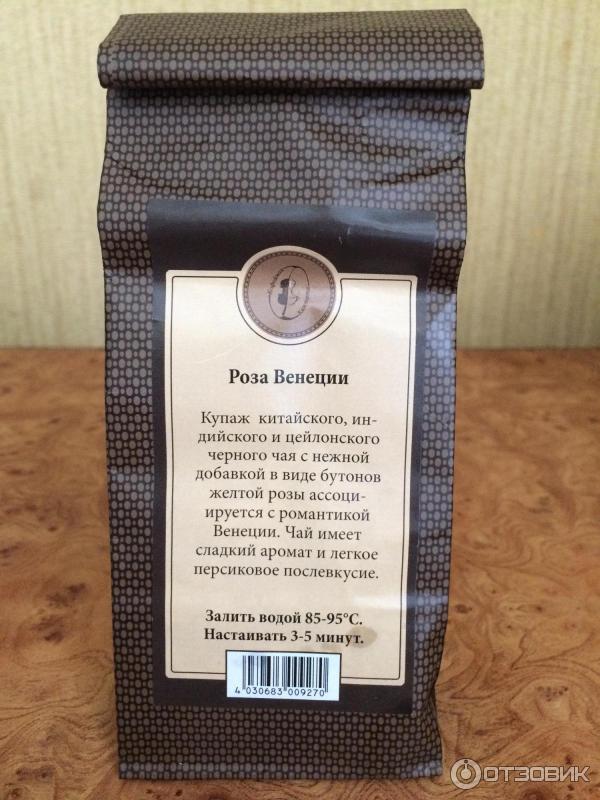 Роза Венеции
Купаж китайского, ин-
дийского и цейлонского
черного чая с нежной
добавкой в виде бутонов
желтой розы ассоци-
ируется с романтикой
Венеции. Чай имеет
сладкий аромат и легкое
персиковое послевкусие.
Залить водой 85-95°С.
Настаивать 3-5 минут.
4 030683 009270
ОТЗОВИК